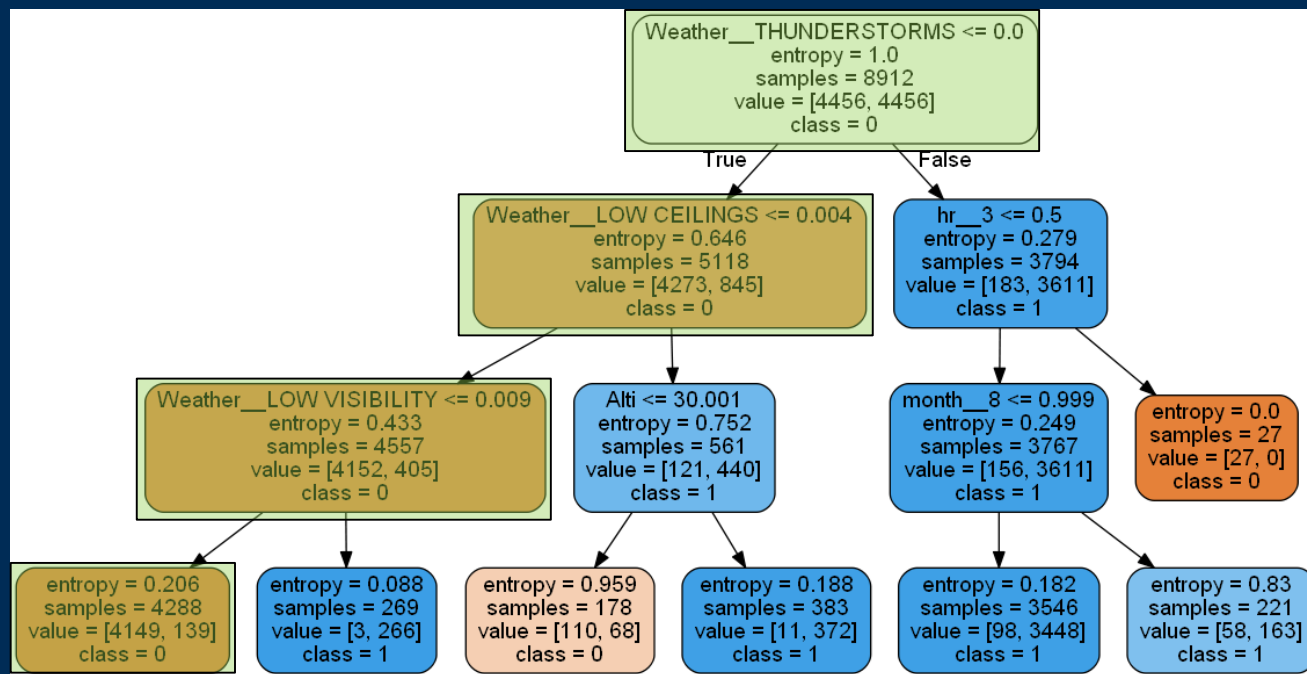 Weather__THUNDERSTORMS <= 0.0
entropy = 1.0
samples = 8912
value = [4456, 4456]
class = 0
True
False
Weather__LOW CEILINGS <= 0.004
entropy = 0.646
samples = 5118
value = [4273, 845]
class = 0
hr__3 <= 0.5
entropy = 0.279
samples = 3794
value = [183, 3611]
class = 1
Weather__LOW VISIBILITY <= 0.009
entropy = 0.433
samples = 4557
value = [4152, 405]
class = 0
Alti <= 30.001
entropy = 0.752
samples = 561
value = [121, 440]
class = 1
month__8 <= 0.999
entropy = 0.249
samples = 3767
value = [156, 3611]
class = 1
entropy = 0.0
samples = 27
value = [27, 0]
class = 0
entropy = 0.206
samples = 4288
value = [4149, 139]
class = 0
entropy = 0.088
samples = 269
value = [3, 266]
class = 1
entropy = 0.959
samples = 178
value = [110, 68]
class = 0
entropy = 0.188
samples = 383
value = [11, 372]
class = 1
entropy = 0.182
samples = 3546
value = [98, 3448]
class = 1
entropy = 0.83
samples = 221
value = [58, 163]
class = 1